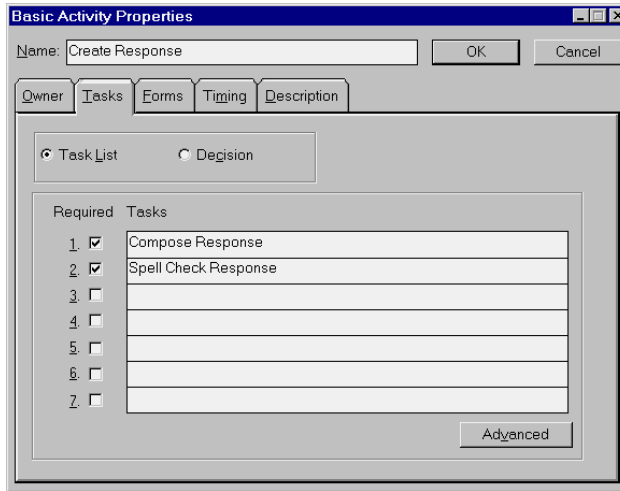 Basic Activity Properties
Name: Create Response OK Cancel
Owner Tasks Forms Timing Description
Task List Decision
Required Tasks
1. Compose Response
2. Spell Check Response
3.
4.
5.
6.
7.
Advanced